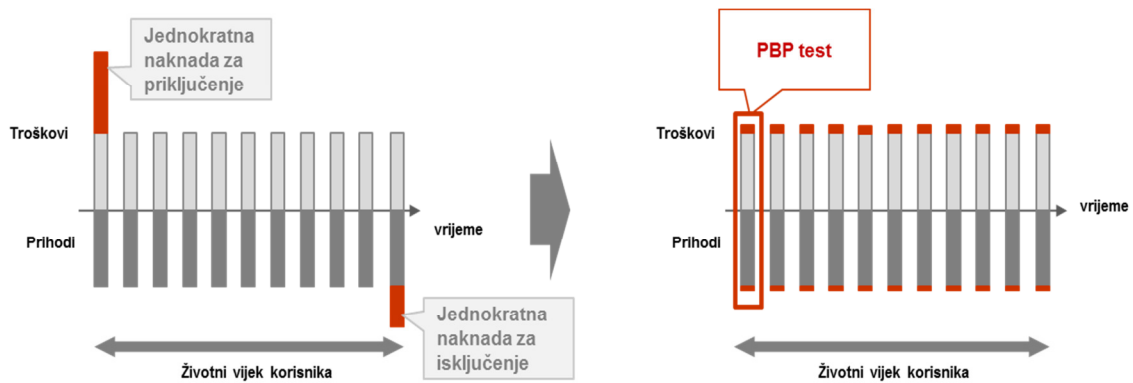 Jednokratna
naknada za
priključenje
Troškovi
Prihodi
vrijeme
Jednokratna
naknada za
isključenje
Životni vijek korisnika
PBP test
Troškovi
Prihodi
vrijeme
Životni vijek korisnika